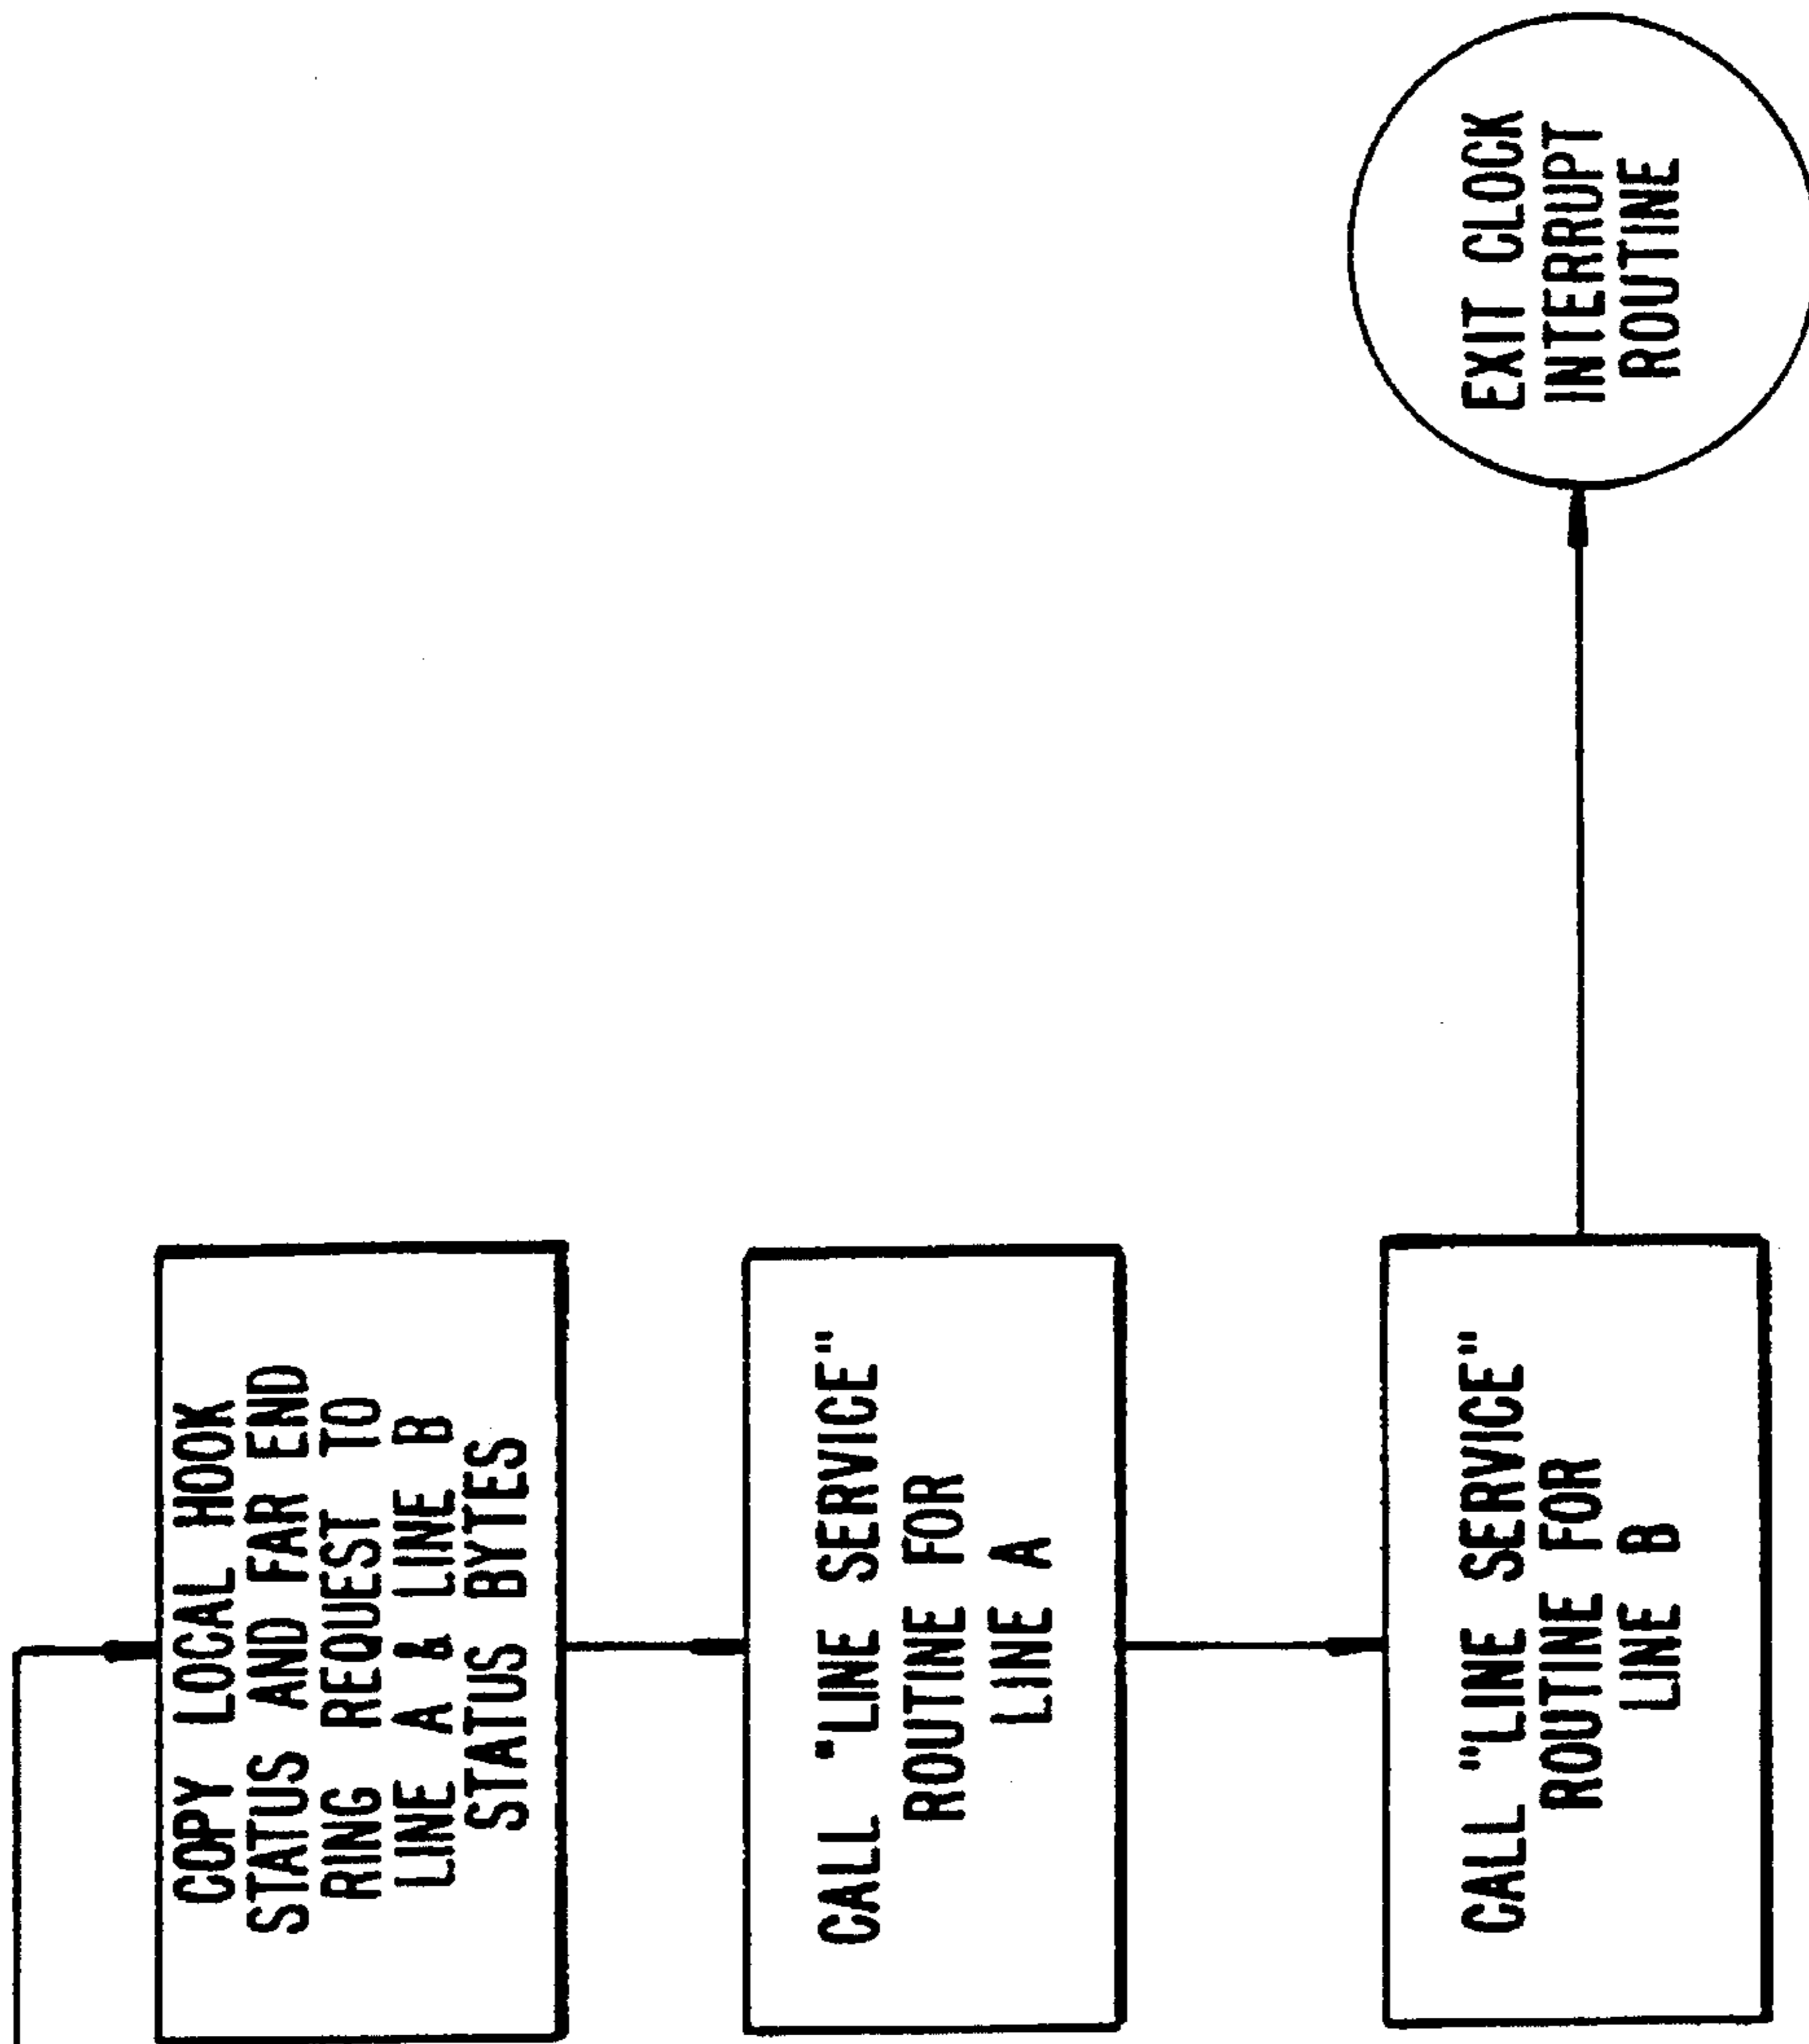 COPY LOCAL HOOK
STATUS AND FAR END
RING REQUEST TO
LINE A & LINE B
STATUS BYTES
CALL "LINE SERVICE"
ROUTINE FOR
LINE A
CALL "LINE SERVICE"
ROUTINE FOR
LINE B
EXIT CLOCK
INTERRUPT
ROUTINE